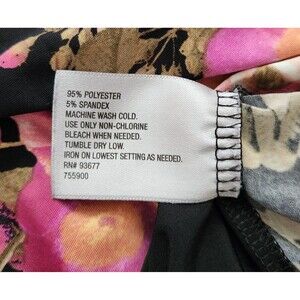 95% POLYESTER
5% SPANDEX
MACHINE WASH COLD.
USE ONLY NON-CHLORINE
BLEACH WHEN NEEDED.
TUMBLE DRY LOW.
IRON ON LOWEST SETTING AS NEEDED.
RN# 93677
755900